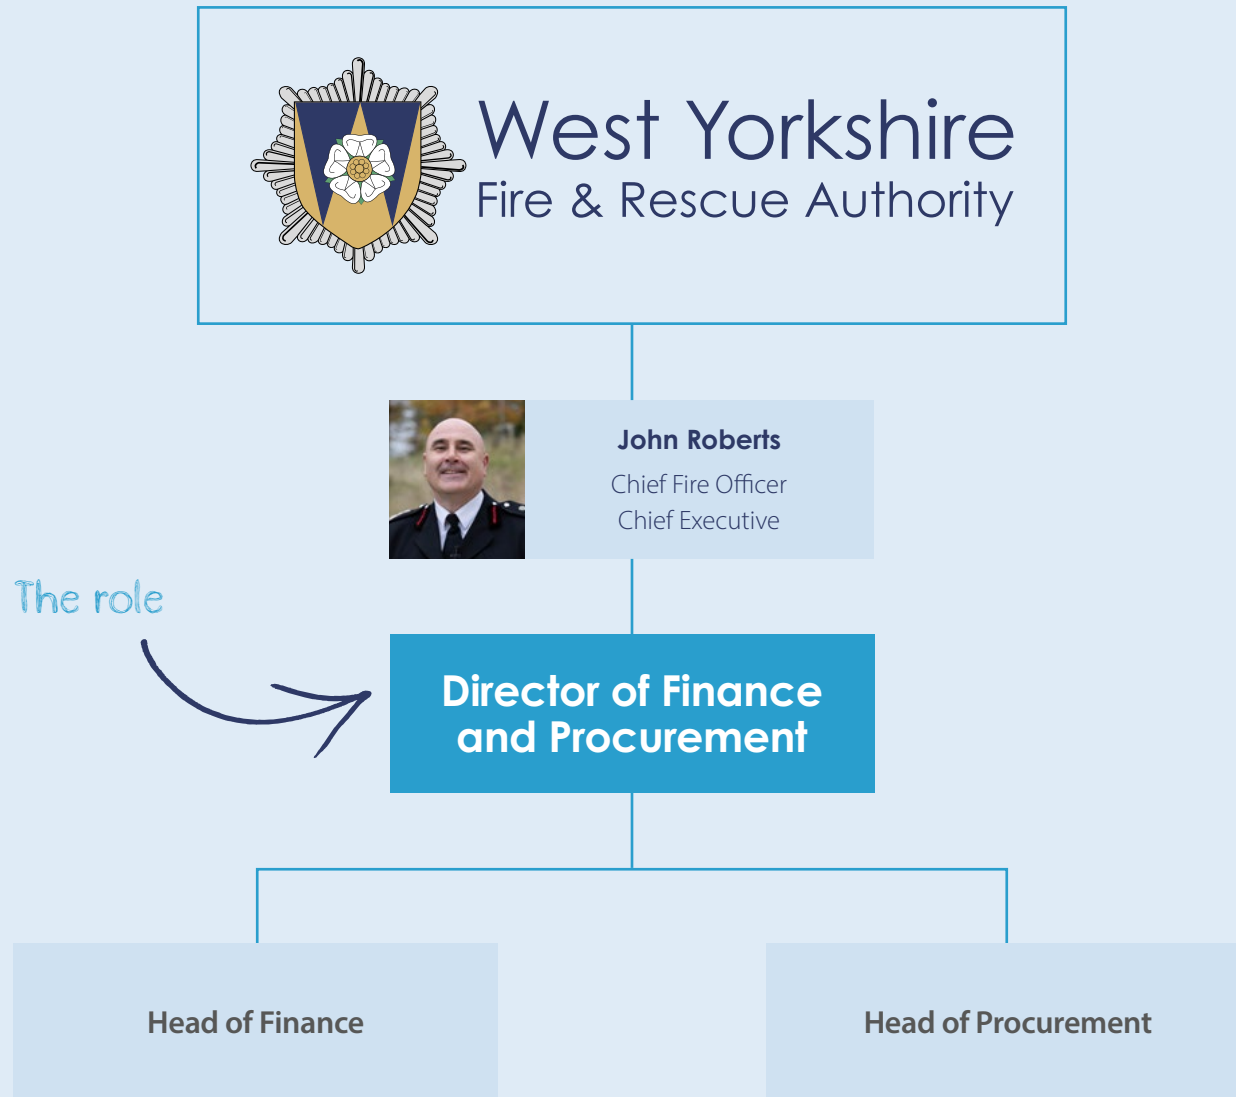 West Yorkshire
Fire & Rescue Authority
John Roberts
Chief Fire Officer
Chief Executive
The role
Director of Finance
and Procurement
Head of Finance
Head of Procurement